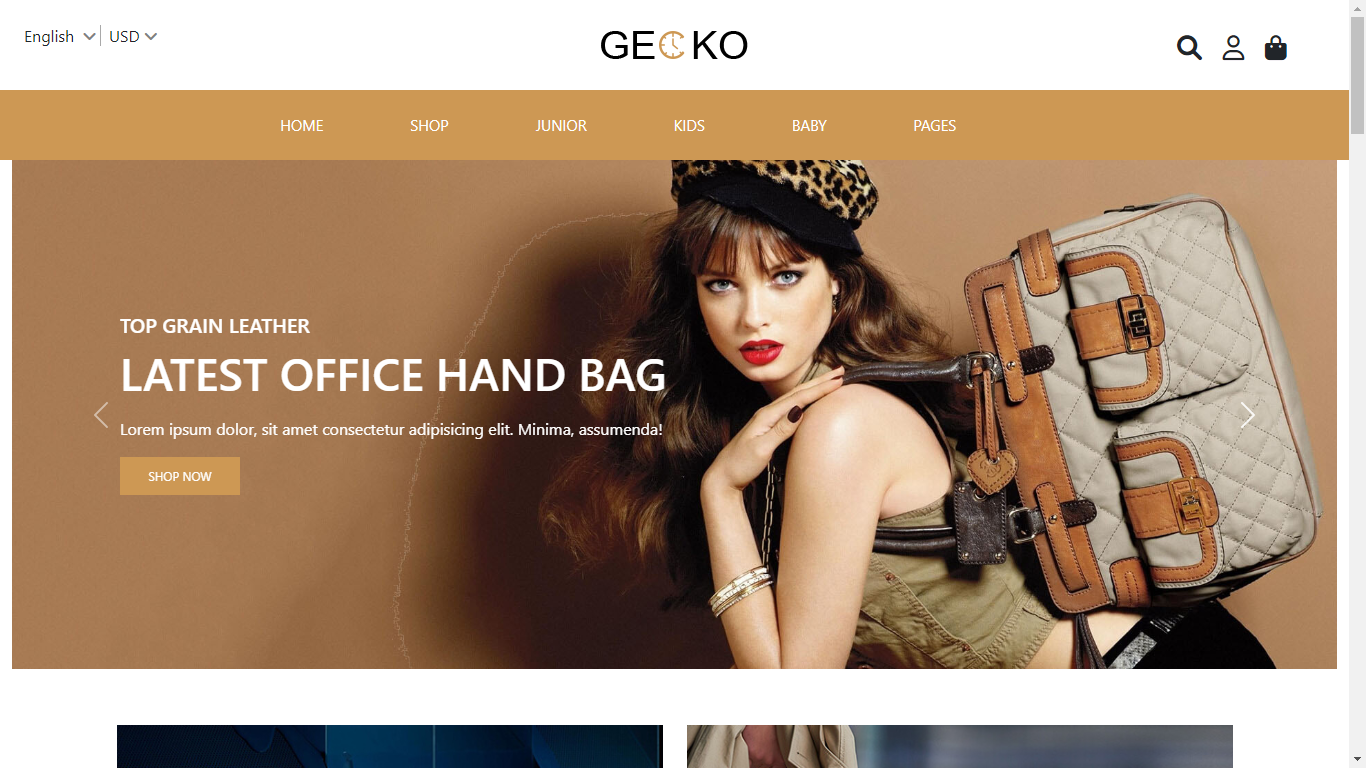 English
USD
GECKO
HOME
SHOP
JUNIOR
KIDS
BABY
PAGES
TOP GRAIN LEATHER
LATEST OFFICE HAND BAG
Lorem ipsum dolor, sit amet consectetur adipisicing elit. Minima, assumenda!
SHOP NOW